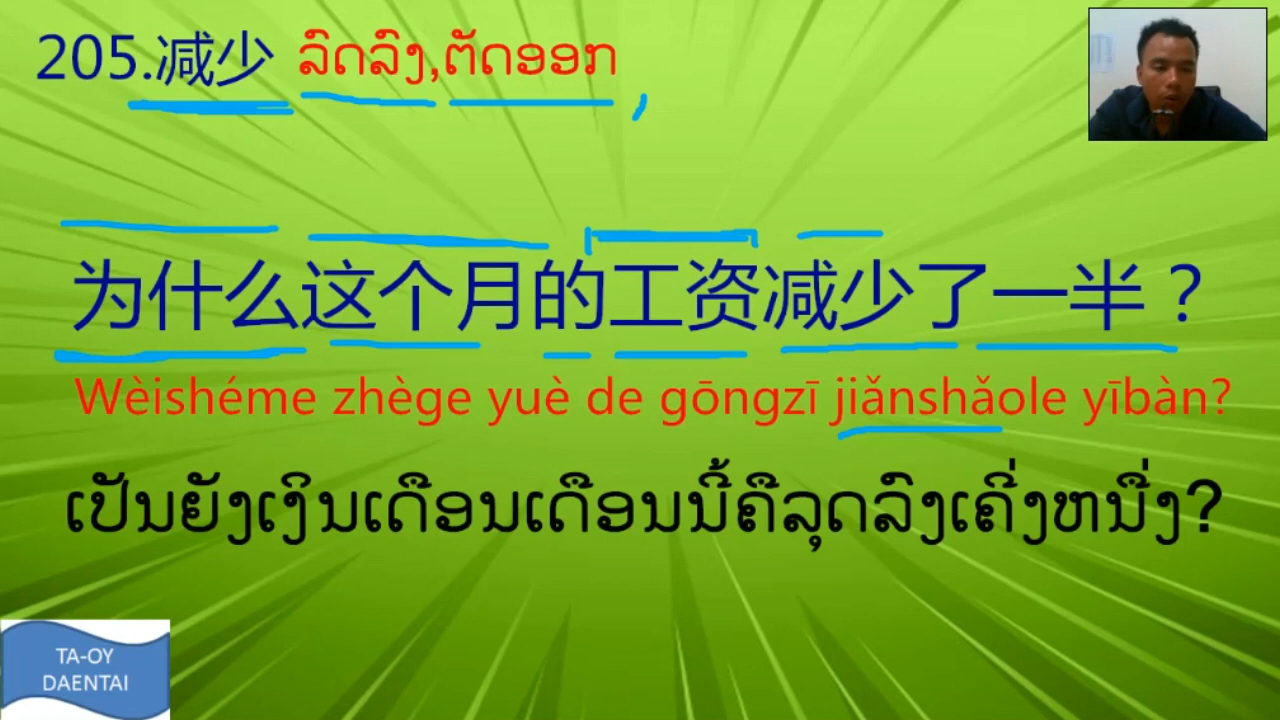 205.减少 ລົດລົງ,ຕັດອອກ
为什么这个月的工资减少了一半？
Wèishéme zhège yuè de gōngzī jiǎnshǎole yībàn?
ເປັນຍັງເງິນເດືອນເດືອນນີ້ຄືລຸດລົງເຄີ່ງຫນື່ງ?
TA-OY
DAENTAI